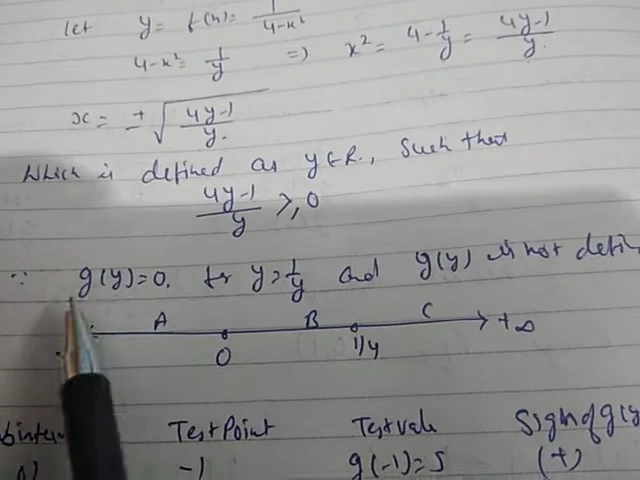 let y = f(x) = 1/(4-x²)
4-x² = 1/y => x² = 4 - 1/y = (4y-1)/y.
x = ± √((4y-1)/y.)
Which is defined as y∈R., such that
(4y-1)/y ≥ 0
∵ g(y)=0. for y = 1/4 and g(y) is not defin
A B C
0 1/4 +∞
Test Point Test Vale Sign of g(y
-1 g(-1)=5 (+)